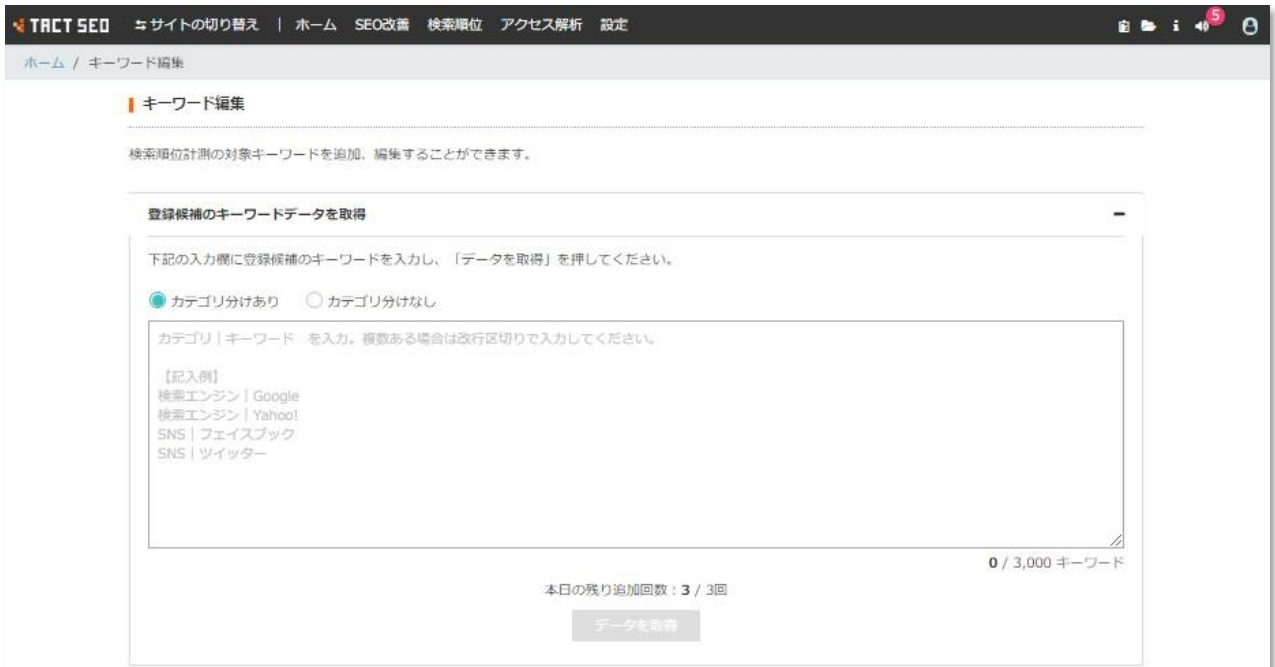 TACT SEO サイトの切り替え | ホーム SEO改善 検索順位 アクセス解析 設定 5
ホーム / キーワード編集
キーワード編集
検索順位計測の対象キーワードを追加、編集することができます。
登録候補のキーワードデータを取得
下記の入力欄に登録候補のキーワードを入力し、「データを取得」を押してください。
カテゴリ分けあり カテゴリ分けなし
カテゴリ|キーワード を入力。複数ある場合は改行区切りで入力してください。
【記入例】
検索エンジン|Google
検索エンジン|Yahoo!
SNS|フェイスブック
SNS|ツイッター
0 / 3,000 キーワード
本日の残り追加回数:3 / 3回
データを取得